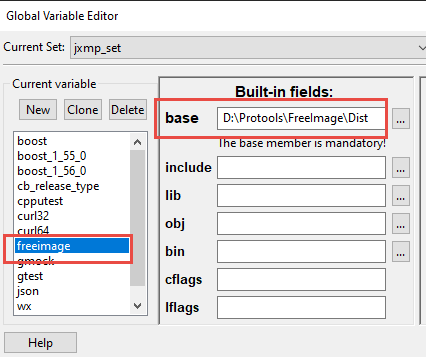 Global Variable Editor
Current Set: jxmp_set
Current variable
New Clone Delete
boost
boost_1_55_0
boost_1_56_0
cb_release_type
cpputest
curl32
curl64
freeimage
gmock
gtest
json
wx
Built-in fields:
base D:\Protools\FreeImage\Dist ...
The base member is mandatory!
include ...
lib ...
obj ...
bin ...
cflags
lflags
Help